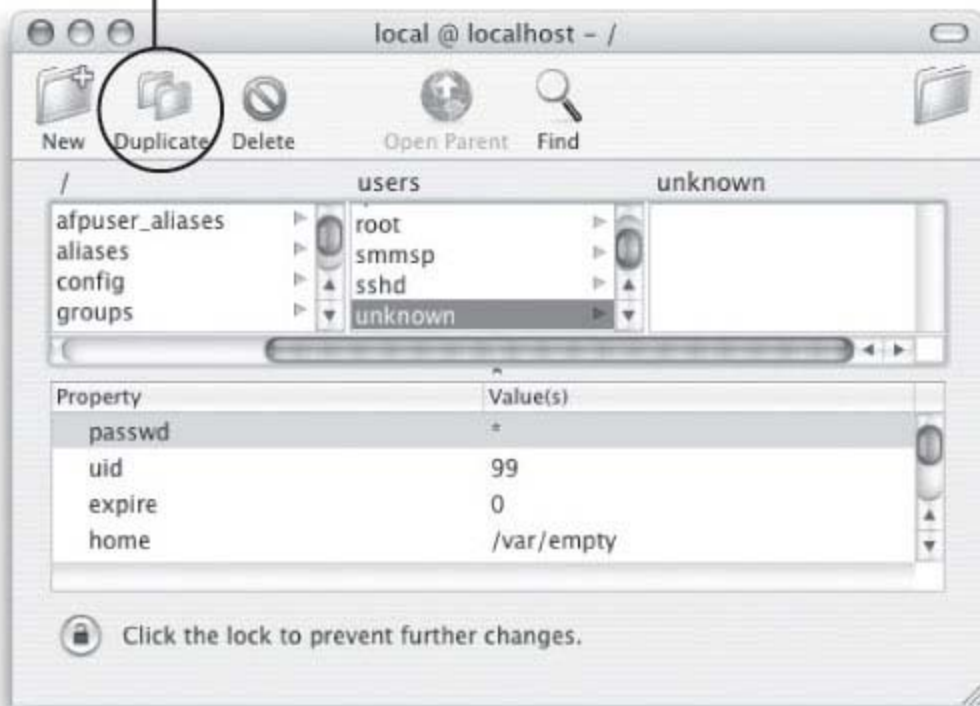 local @ localhost – /
New Duplicate Delete Open Parent Find
/ users unknown
afpuser_aliases
aliases
config
groups
root
smmsp
sshd
unknown
Property Value(s)
passwd *
uid 99
expire 0
home /var/empty
Click the lock to prevent further changes.